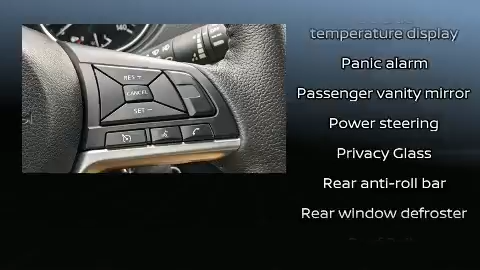 temperature display
Panic alarm
Passenger vanity mirror
Power steering
Privacy Glass
Rear anti-roll bar
Rear window defroster
140
RES +
CANCEL
SET −